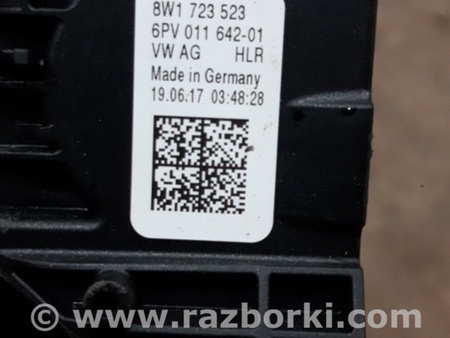 8W1 723 523
6PV 011 642-01
VW AG HLR
Made in Germany
19.06.17 03:48:28
www.razborki.com